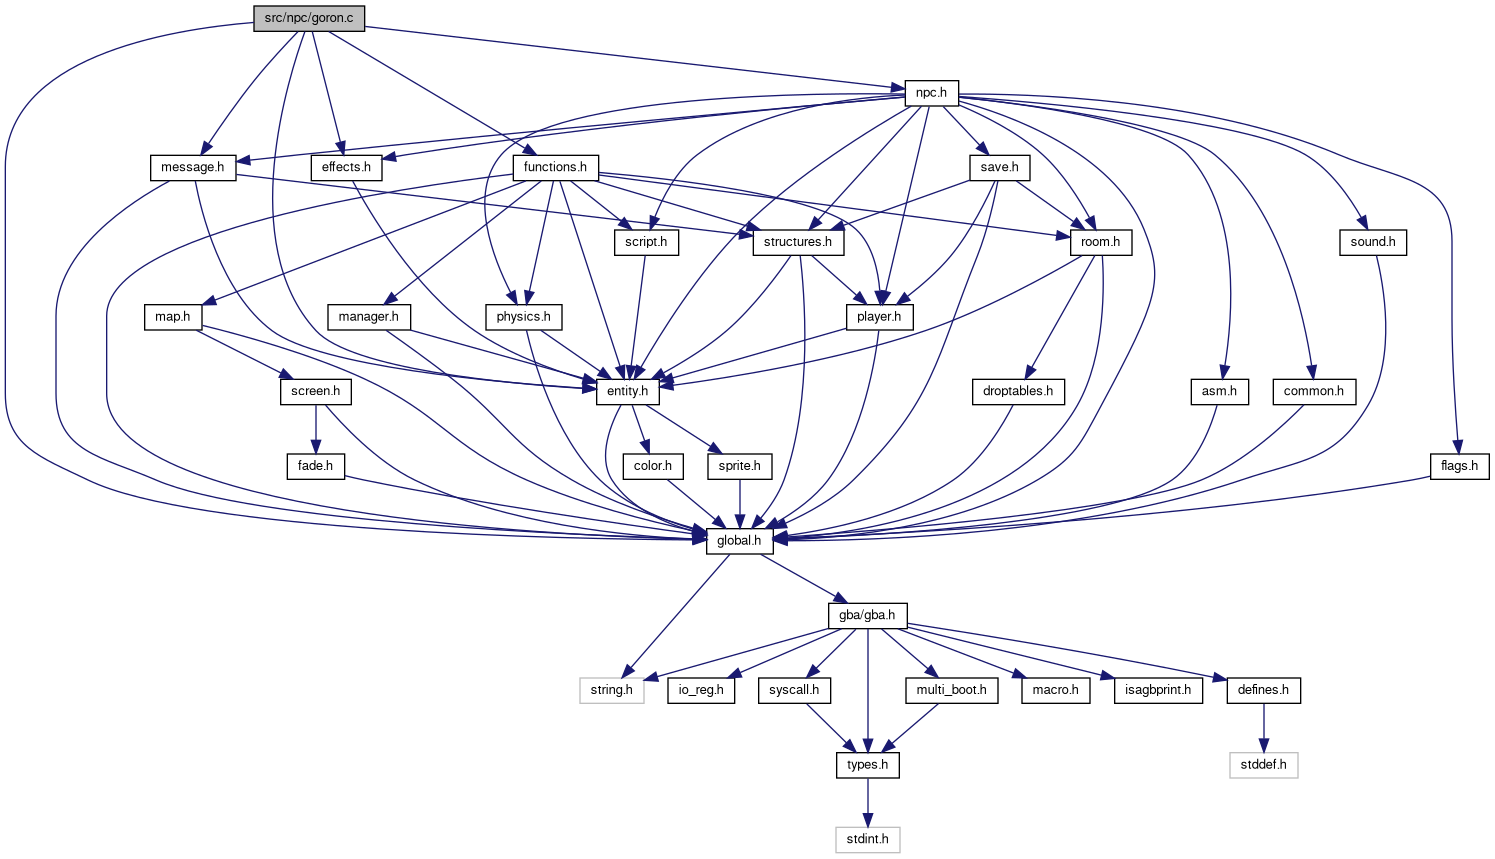 src/npc/goron.c
npc.h
message.h
effects.h
functions.h
save.h
script.h
structures.h
room.h
sound.h
map.h
manager.h
physics.h
player.h
screen.h
entity.h
droptables.h
asm.h
common.h
fade.h
color.h
sprite.h
flags.h
global.h
gba/gba.h
string.h
io_reg.h
syscall.h
multi_boot.h
macro.h
isagbprint.h
defines.h
types.h
stddef.h
stdint.h